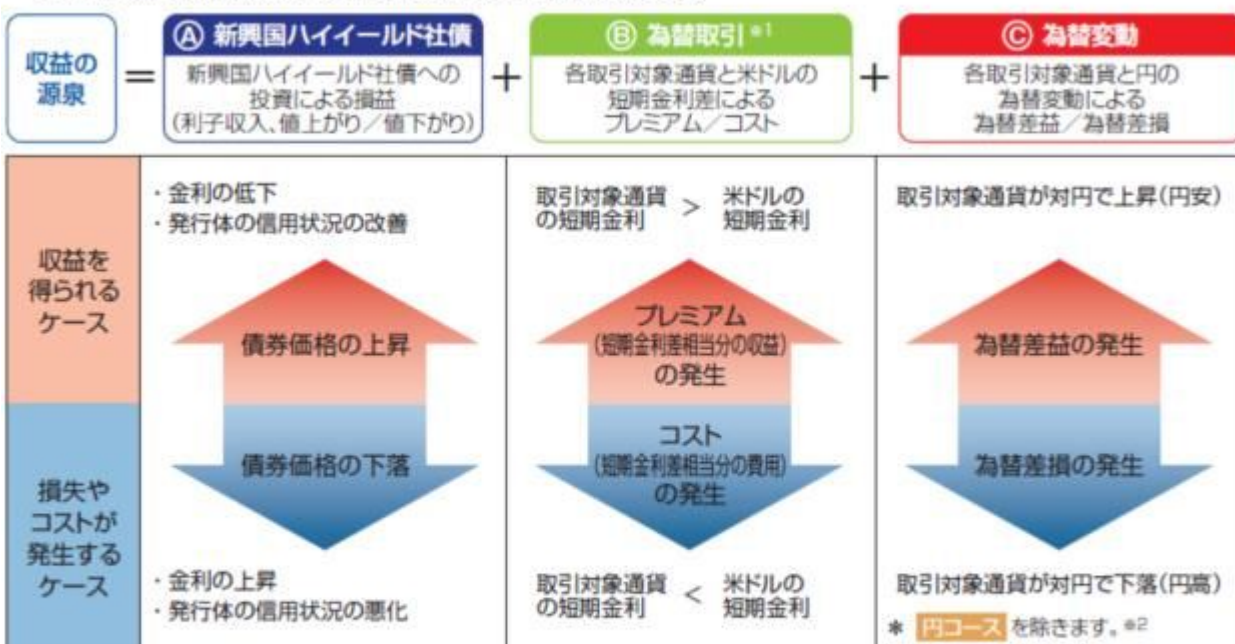 収益の
源泉
=
Ⓐ 新興国ハイイールド社債
新興国ハイイールド社債への
投資による損益
(利子収入、値上がり/値下がり)
+
Ⓑ 為替取引※1
各取引対象通貨と米ドルの
短期金利差による
プレミアム/コスト
+
Ⓒ 為替変動
各取引対象通貨と円の
為替変動による
為替差益/為替差損
収益を
得られる
ケース
・金利の低下
・発行体の信用状況の改善
債券価格の上昇
取引対象通貨
の短期金利
>
米ドルの
短期金利
プレミアム
(短期金利差相当分の収益)
の発生
取引対象通貨が対円で上昇(円安)
為替差益の発生
損失や
コストが
発生する
ケース
債券価格の下落
・金利の上昇
・発行体の信用状況の悪化
コスト
(短期金利差相当分の費用)
の発生
取引対象通貨
の短期金利
<
米ドルの
短期金利
為替差損の発生
取引対象通貨が対円で下落(円高)
* 円コース を除きます。※2